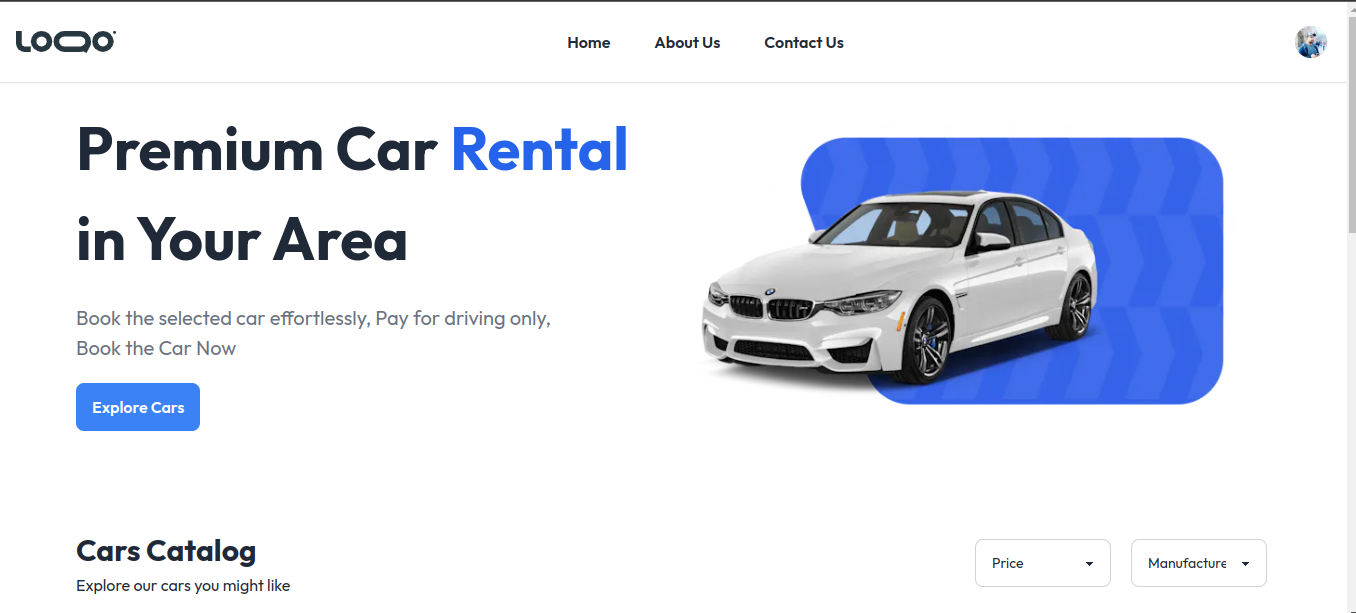 LOQO
Home
About Us
Contact Us
Premium Car Rental
in Your Area
Book the selected car effortlessly, Pay for driving only,
Book the Car Now
Explore Cars
Cars Catalog
Explore our cars you might like
Price
Manufacture